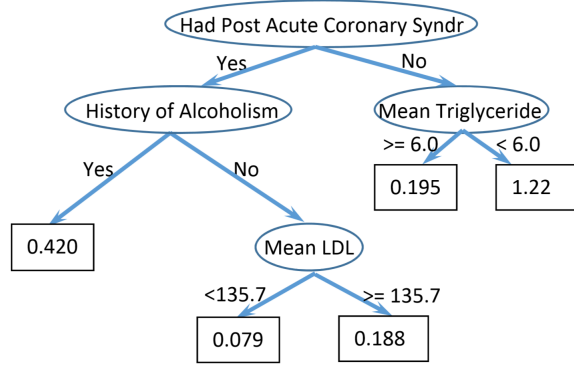 Had Post Acute Coronary Syndr
Yes
No
History of Alcoholism
Mean Triglyceride
>= 6.0
< 6.0
Yes
No
0.195
1.22
0.420
Mean LDL
<135.7
>= 135.7
0.079
0.188